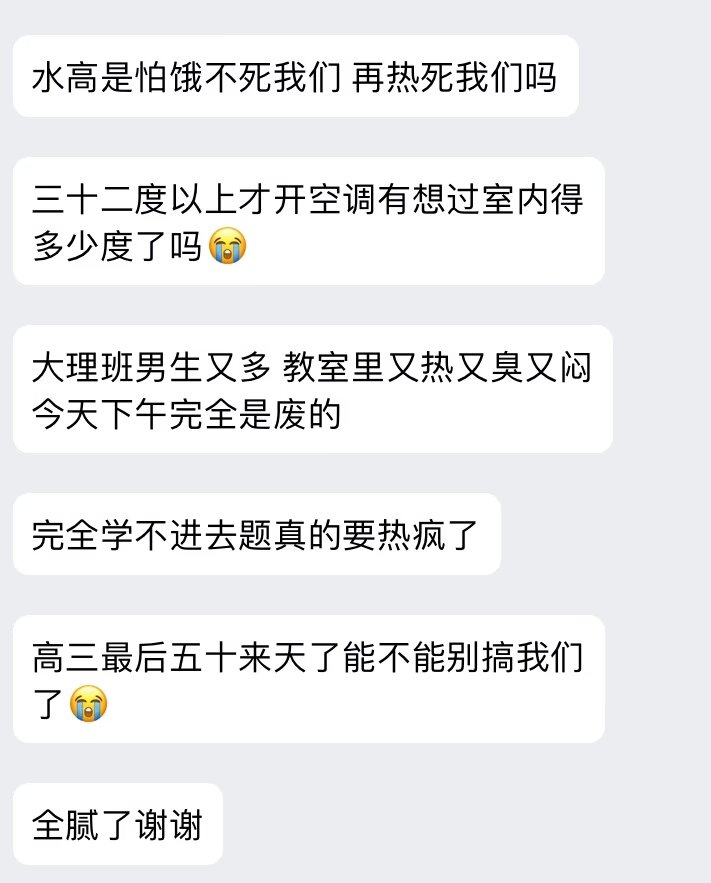 水高是怕饿不死我们 再热死我们吗
三十二度以上才开空调有想过室内得
多少度了吗😭
大理班男生又多 教室里又热又臭又闷
今天下午完全是废的
完全学不进去题真的要热疯了
高三最后五十来天了能不能别搞我们
了😭
全腻了谢谢